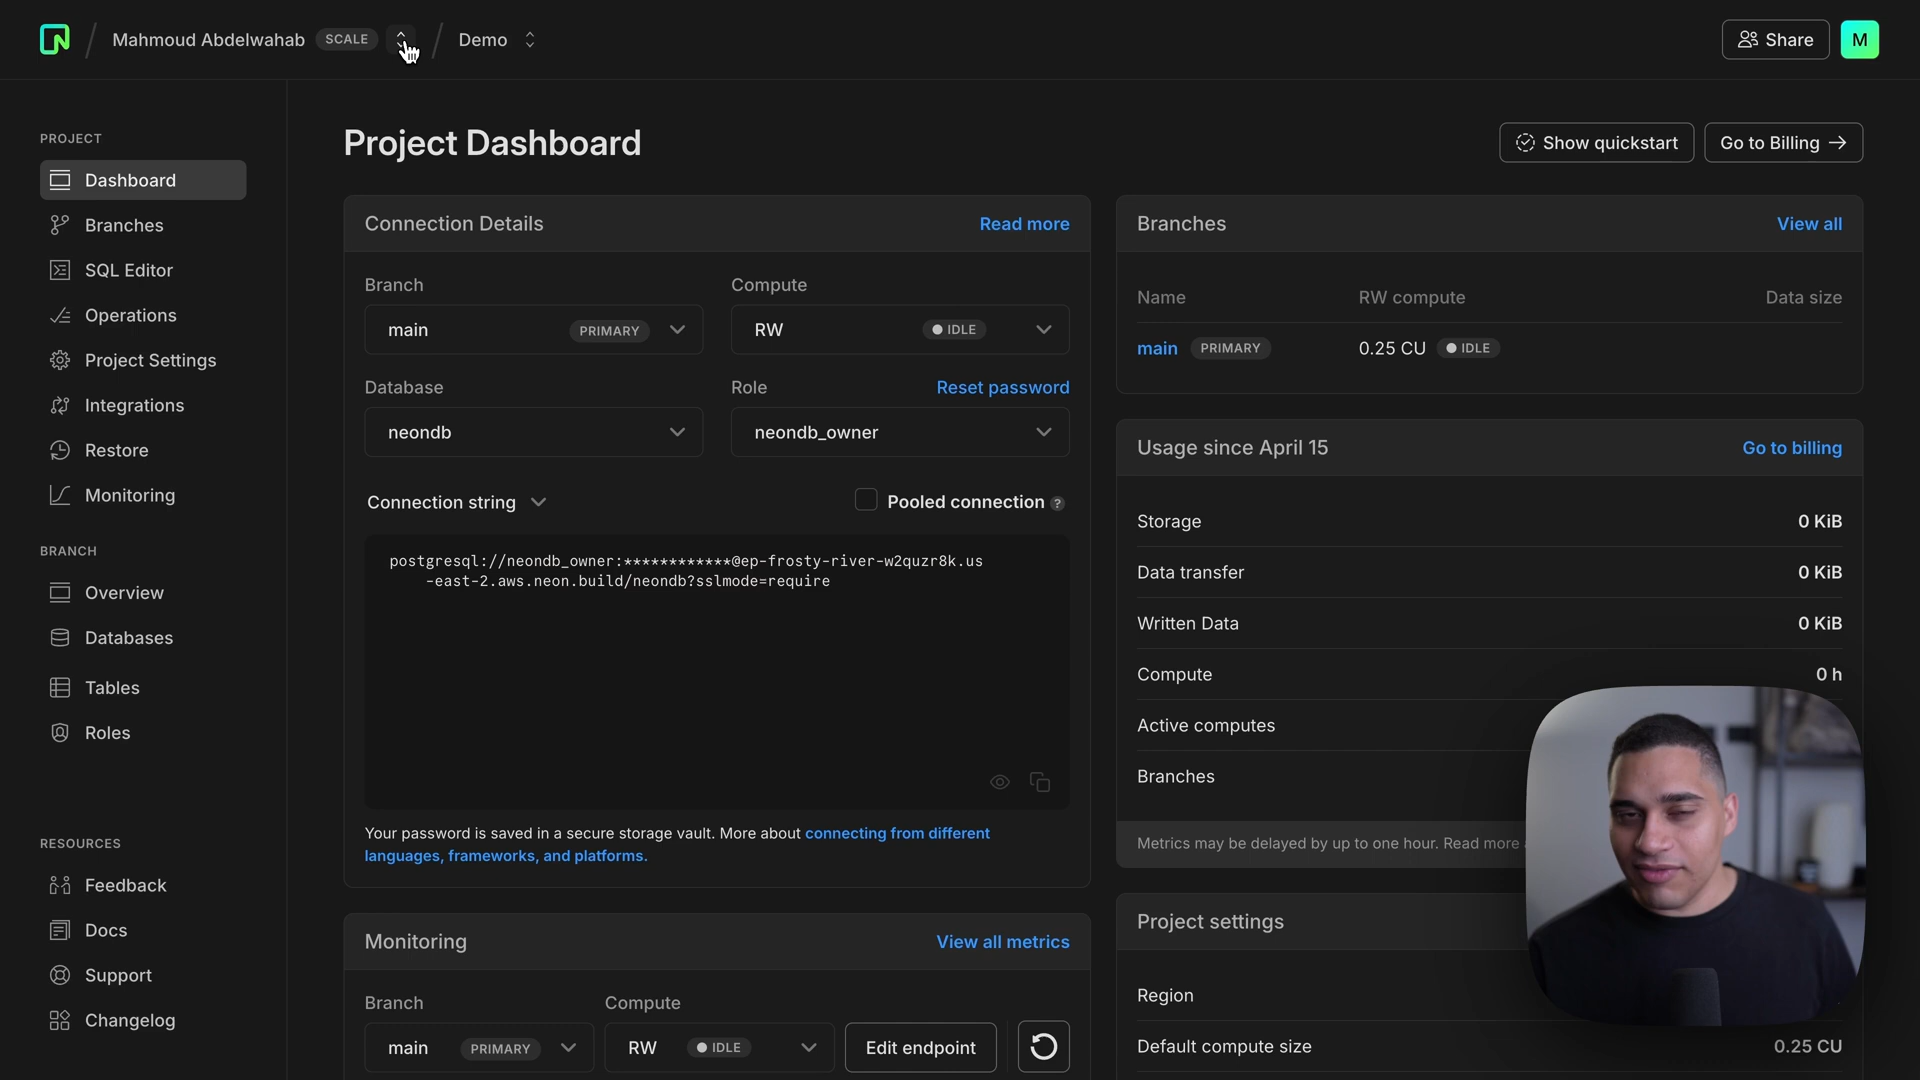 Mahmoud Abdelwahab SCALE Demo
Share M
PROJECT
Dashboard
Branches
SQL Editor
Operations
Project Settings
Integrations
Restore
Monitoring
BRANCH
Overview
Databases
Tables
Roles
RESOURCES
Feedback
Docs
Support
Changelog
Project Dashboard
Show quickstart
Go to Billing
Connection Details
Read more
Branch
Compute
main PRIMARY
RW IDLE
Database
Role
Reset password
neondb
neondb_owner
Connection string
Pooled connection ?
postgresql://neondb_owner:************@ep-frosty-river-w2quzr8k.us
-east-2.aws.neon.build/neondb?sslmode=require
Your password is saved in a secure storage vault. More about connecting from different
languages, frameworks, and platforms.
Monitoring
View all metrics
Branch
Compute
main PRIMARY
RW IDLE
Edit endpoint
Branches
View all
Name RW compute Data size
main PRIMARY 0.25 CU IDLE
Usage since April 15
Go to billing
Storage 0 KiB
Data transfer 0 KiB
Written Data 0 KiB
Compute 0 h
Active computes
Branches
Metrics may be delayed by up to one hour. Read more
Project settings
Region
Default compute size 0.25 CU